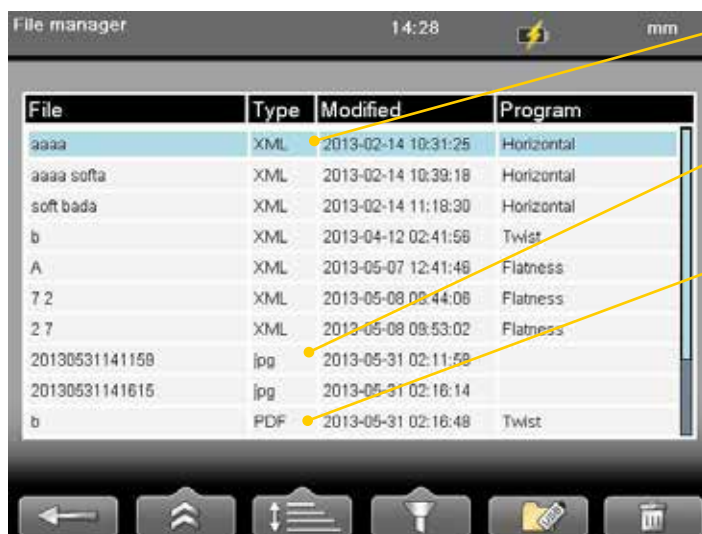 File manager 14:28 mm
File Type Modified Program
aaaa XML 2013-02-14 10:31:25 Horizontal
aaaa softa XML 2013-02-14 10:39:18 Horizontal
soft bada XML 2013-02-14 11:18:30 Horizontal
b XML 2013-04-12 02:41:56 Twist
A XML 2013-05-07 12:41:46 Flatness
7 2 XML 2013-05-08 09:44:06 Flatness
2 7 XML 2013-05-08 09:53:02 Flatness
20130531141159 jpg 2013-05-31 02:11:58
20130531141615 jpg 2013-05-31 02:16:14
b PDF 2013-05-31 02:16:48 Twist